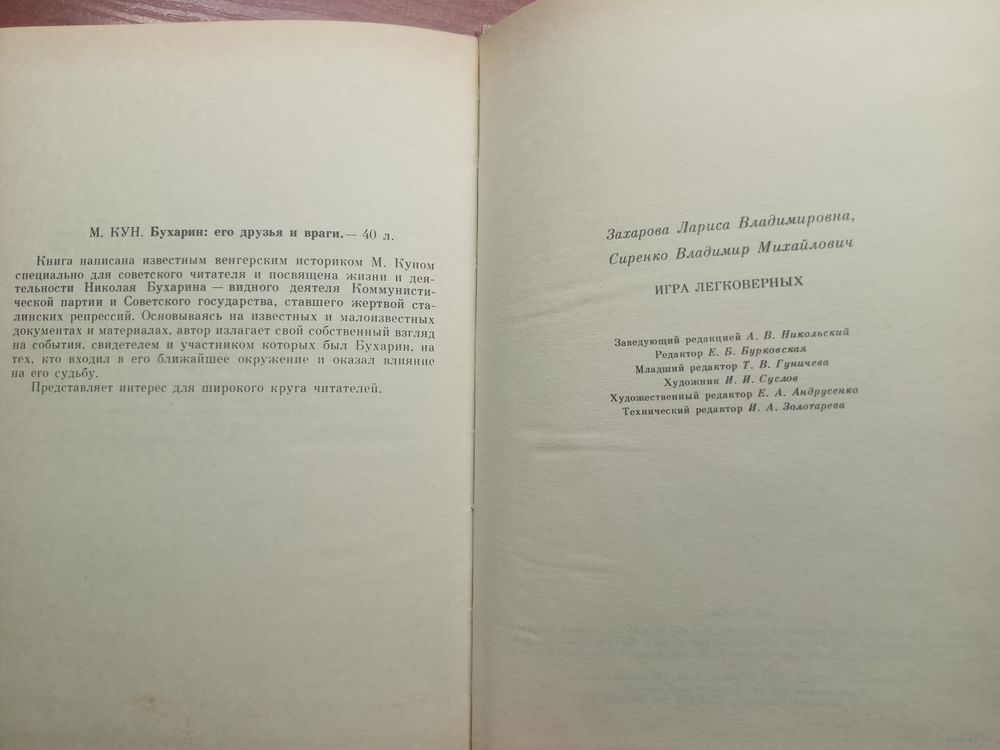 М. КУН. Бухарин: его друзья и враги.— 40 л.
Книга написана известным венгерским историком М. Куном
специально для советского читателя и посвящена жизни и дея-
тельности Николая Бухарина — видного деятеля Коммунисти-
ческой партии и Советского государства, ставшего жертвой ста-
линских репрессий. Основываясь на известных и малоизвестных
документах и материалах, автор излагает свой собственный взгляд
на события, свидетелем и участником которых был Бухарин, на
тех, кто входил в его ближайшее окружение и оказал влияние
на его судьбу.
Представляет интерес для широкого круга читателей.
Захарова Лариса Владимировна,
Сиренко Владимир Михайлович
ИГРА ЛЕГКОВЕРНЫХ
Заведующий редакцией А. В. Никольский
Редактор Е. Б. Бурковская
Младший редактор Т. В. Гуничева
Художник И. И. Суслов
Художественный редактор Е. А. Андрусенко
Технический редактор И. А. Золотарева